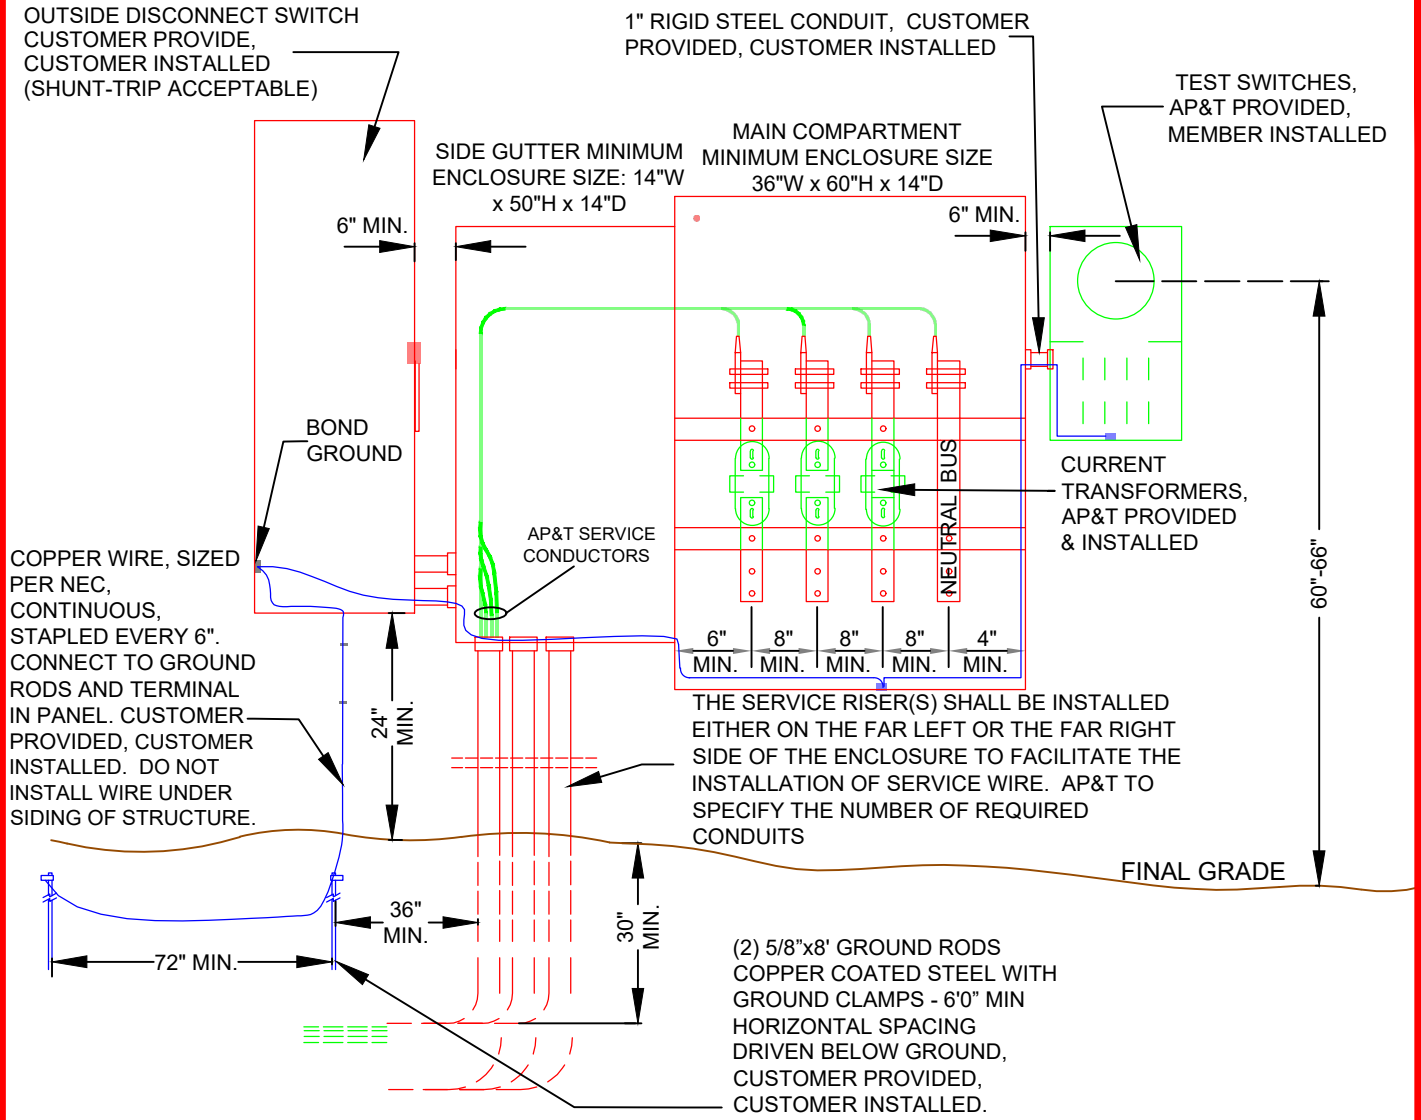 OUTSIDE DISCONNECT SWITCH
CUSTOMER PROVIDE,
CUSTOMER INSTALLED
(SHUNT-TRIP ACCEPTABLE)
1" RIGID STEEL CONDUIT, CUSTOMER
PROVIDED, CUSTOMER INSTALLED
TEST SWITCHES,
AP&T PROVIDED,
MEMBER INSTALLED
SIDE GUTTER MINIMUM
ENCLOSURE SIZE: 14"W
x 50"H x 14"D
MAIN COMPARTMENT
MINIMUM ENCLOSURE SIZE
36"W x 60"H x 14"D
6" MIN.
6" MIN.
BOND
GROUND
NEUTRAL BUS
CURRENT
TRANSFORMERS,
AP&T PROVIDED
& INSTALLED
60"-66"
AP&T SERVICE
CONDUCTORS
COPPER WIRE, SIZED
PER NEC,
CONTINUOUS,
STAPLED EVERY 6".
CONNECT TO GROUND
RODS AND TERMINAL
IN PANEL. CUSTOMER
PROVIDED, CUSTOMER
INSTALLED. DO NOT
INSTALL WIRE UNDER
SIDING OF STRUCTURE.
6"
MIN.
8"
MIN.
8"
MIN.
8"
MIN.
4"
MIN.
24"
MIN.
THE SERVICE RISER(S) SHALL BE INSTALLED
EITHER ON THE FAR LEFT OR THE FAR RIGHT
SIDE OF THE ENCLOSURE TO FACILITATE THE
INSTALLATION OF SERVICE WIRE. AP&T TO
SPECIFY THE NUMBER OF REQUIRED
CONDUITS
FINAL GRADE
36"
MIN.
30"
MIN.
72" MIN.
(2) 5/8"x8' GROUND RODS
COPPER COATED STEEL WITH
GROUND CLAMPS - 6'0" MIN
HORIZONTAL SPACING
DRIVEN BELOW GROUND,
CUSTOMER PROVIDED,
CUSTOMER INSTALLED.